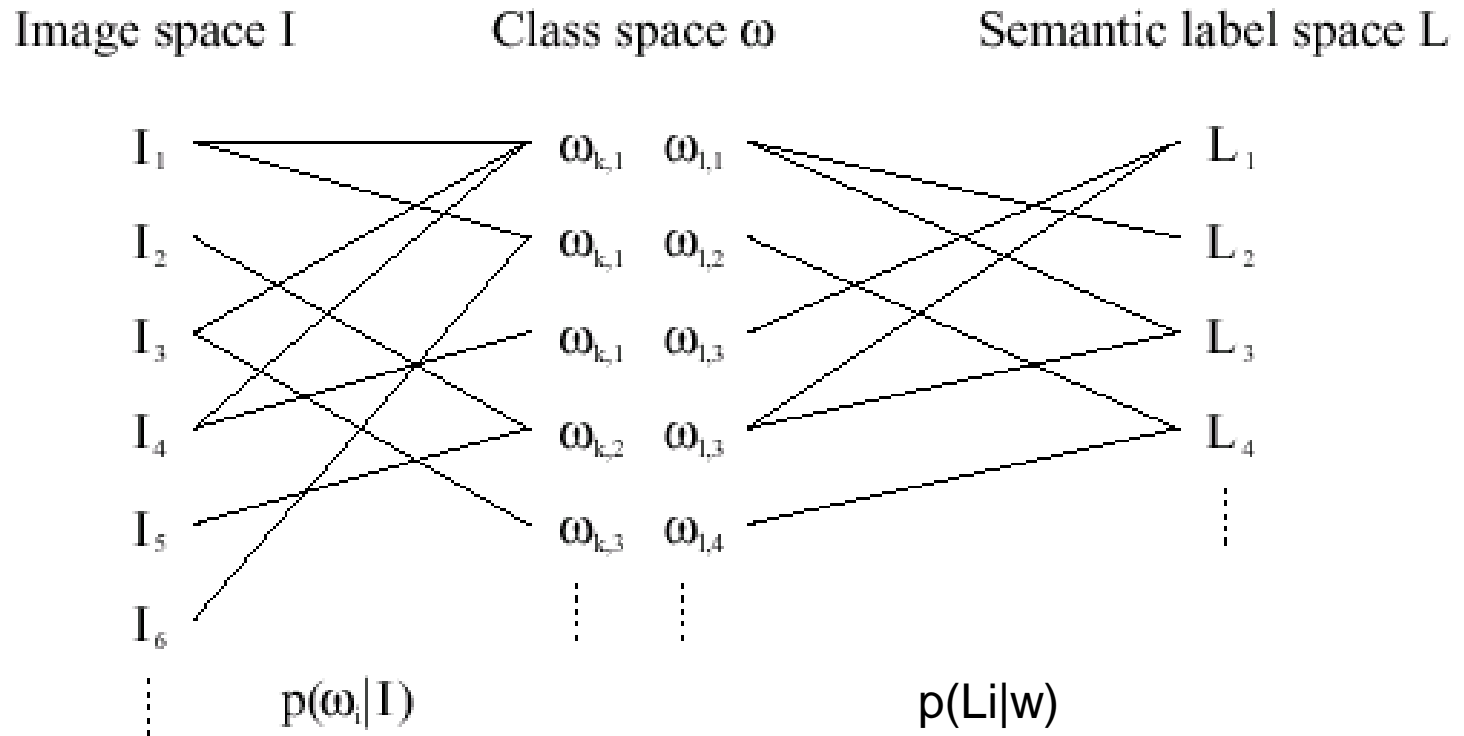 Image space I Class space ω Semantic label space L
I₁ ωₖ,₁ ωₗ,₁ L₁
I₂ ωₖ,₁ ωₗ,₂ L₂
I₃ ωₖ,₁ ωₗ,₃ L₃
I₄ ωₖ,₂ ωₗ,₃ L₄
I₅ ωₖ,₃ ωₗ,₄
I₆
p(ωᵢ|I) p(Li|w)